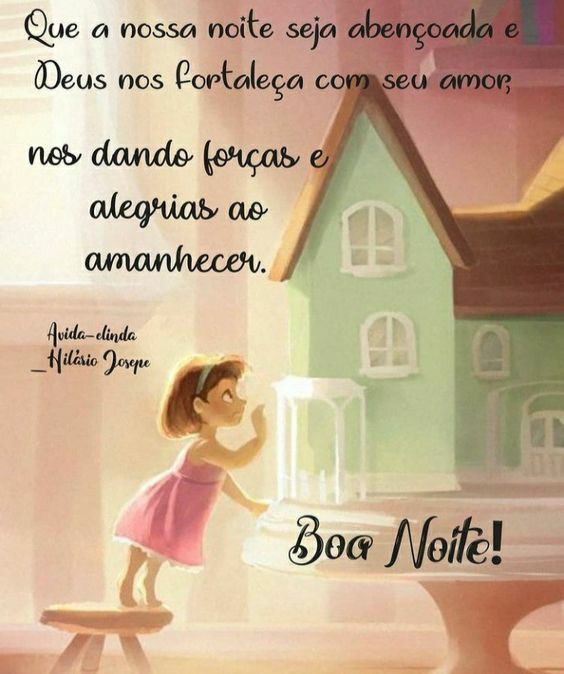 Que a nossa noite seja abençoada e
Deus nos fortaleça com seu amor,
nos dando forças e
alegrias ao
amanhecer.
Avida-elinda
_Hilásio Josepe
Boa Noite!